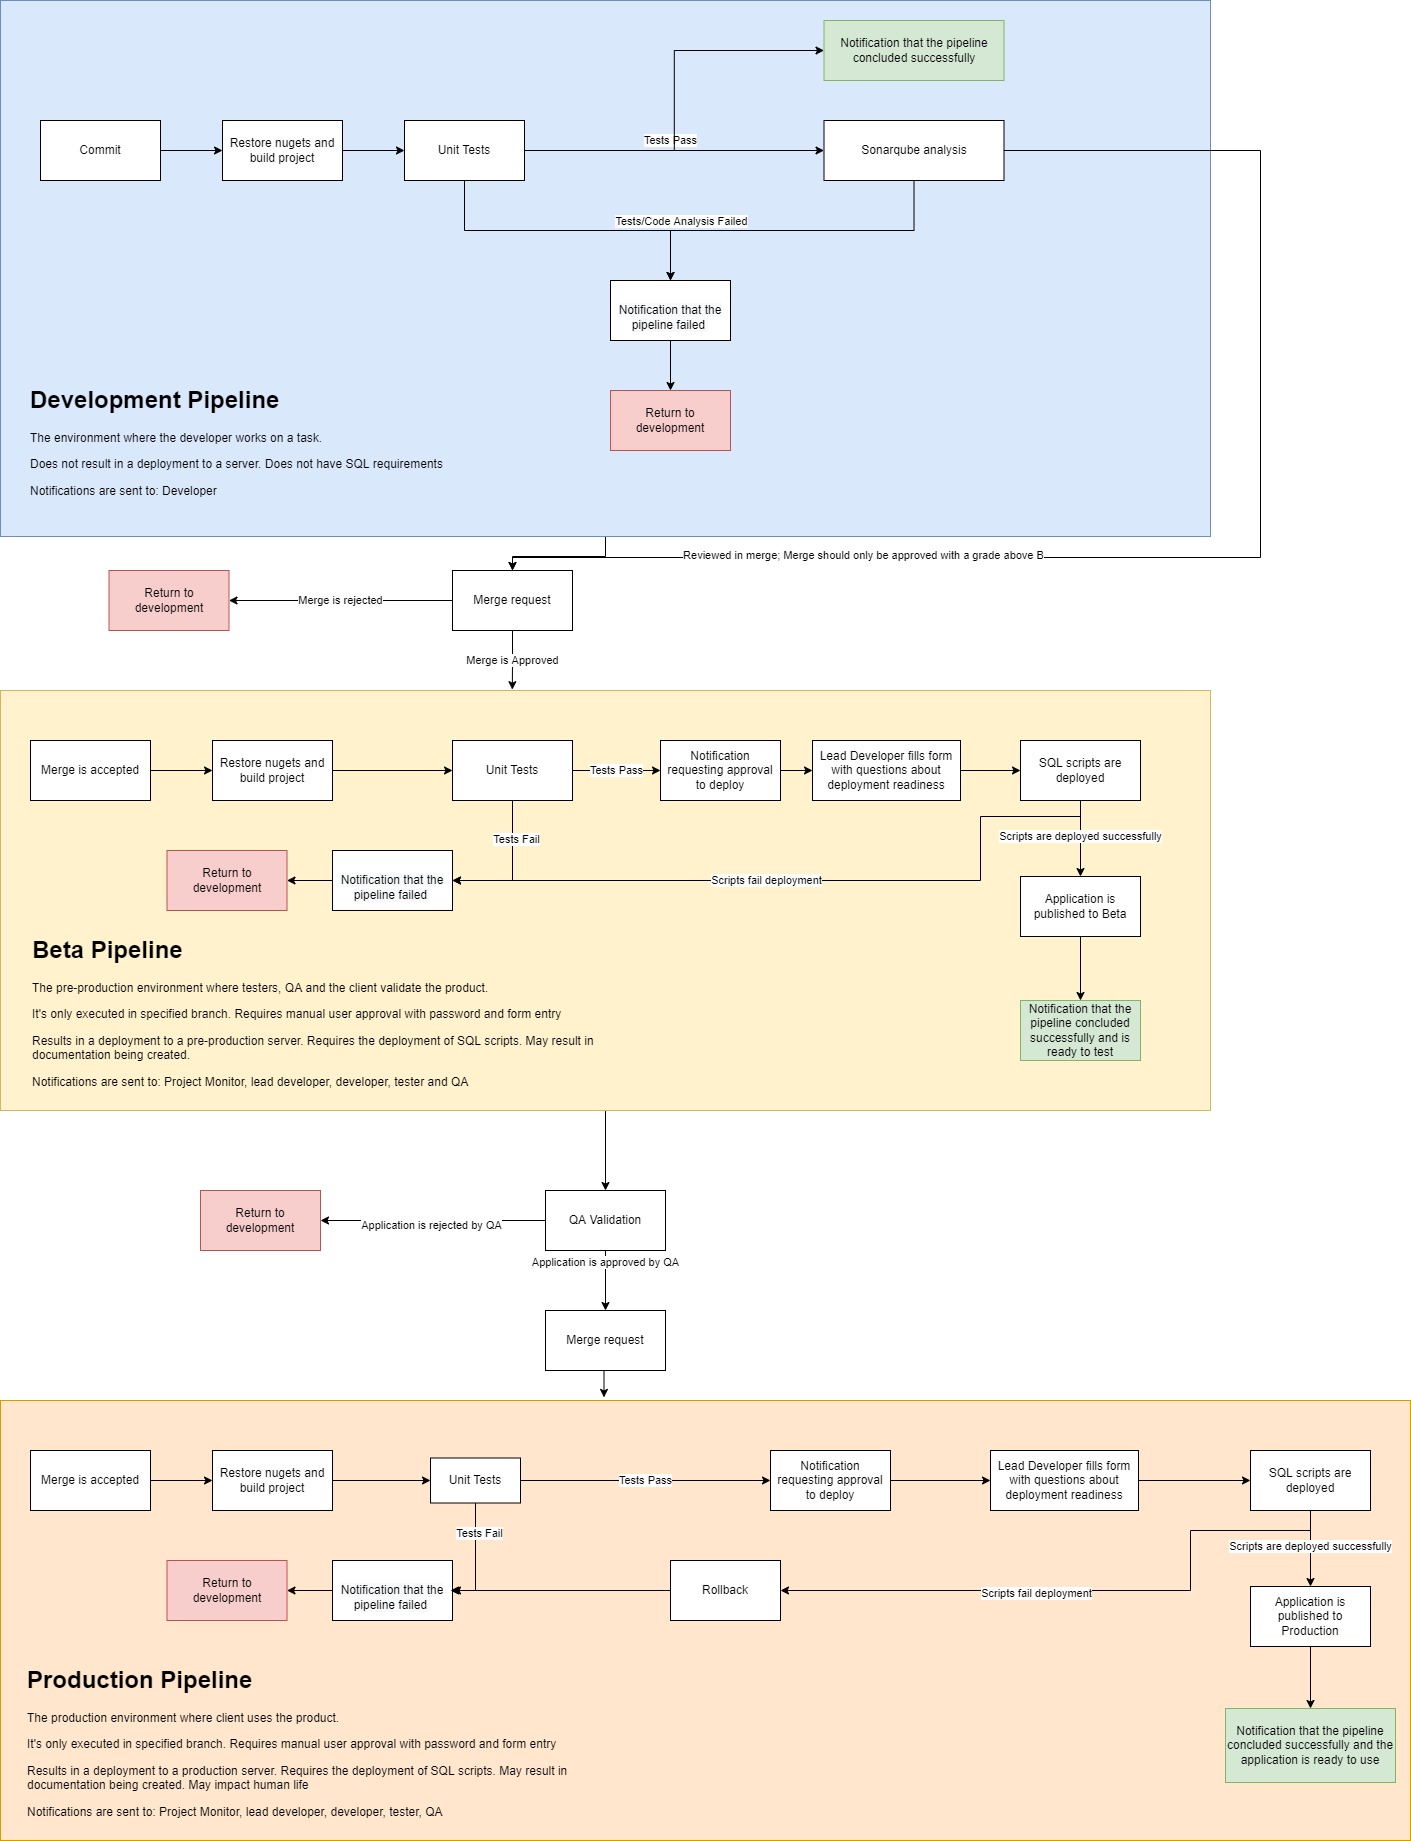 Notification that the pipeline
concluded successfully
Commit
Restore nugets and
build project
Unit Tests
Tests Pass
Sonarqube analysis
Tests/Code Analysis Failed
Notification that the
pipeline failed
Return to
development
Development Pipeline
The environment where the developer works on a task.
Does not result in a deployment to a server. Does not have SQL requirements
Notifications are sent to: Developer
Reviewed in merge; Merge should only be approved with a grade above B
Return to
development
Merge is rejected
Merge request
Merge is Approved
Merge is accepted
Restore nugets and
build project
Unit Tests
Tests Pass
Notification
requesting approval
to deploy
Lead Developer fills form
with questions about
deployment readiness
SQL scripts are
deployed
Tests Fail
Scripts are deployed successfully
Return to
development
Notification that the
pipeline failed
Scripts fail deployment
Application is
published to Beta
Beta Pipeline
The pre-production environment where testers, QA and the client validate the product.
It's only executed in specified branch. Requires manual user approval with password and form entry
Results in a deployment to a pre-production server. Requires the deployment of SQL scripts. May result in
documentation being created.
Notifications are sent to: Project Monitor, lead developer, developer, tester and QA
Notification that the
pipeline concluded
successfully and is
ready to test
Return to
development
Application is rejected by QA
QA Validation
Application is approved by QA
Merge request
Merge is accepted
Restore nugets and
build project
Unit Tests
Tests Pass
Notification
requesting approval
to deploy
Lead Developer fills form
with questions about
deployment readiness
SQL scripts are
deployed
Tests Fail
Scripts are deployed successfully
Return to
development
Notification that the
pipeline failed
Rollback
Scripts fail deployment
Application is
published to
Production
Production Pipeline
The production environment where client uses the product.
It's only executed in specified branch. Requires manual user approval with password and form entry
Results in a deployment to a production server. Requires the deployment of SQL scripts. May result in
documentation being created. May impact human life
Notifications are sent to: Project Monitor, lead developer, developer, tester, QA
Notification that the pipeline
concluded successfully and the
application is ready to use